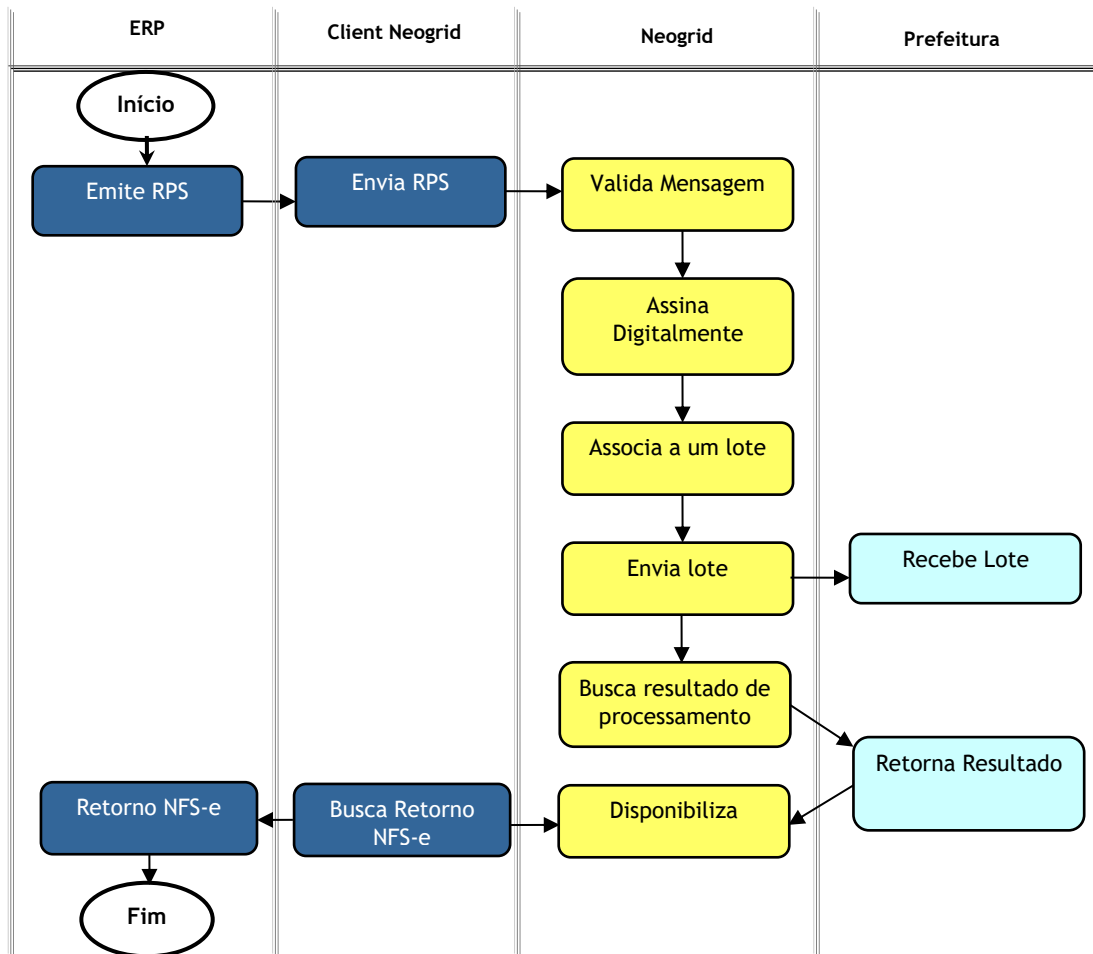 ERP
Client Neogrid
Neogrid
Prefeitura
Início
Emite RPS
Envia RPS
Valida Mensagem
Assina
Digitalmente
Associa a um lote
Envia lote
Recebe Lote
Busca resultado de
processamento
Retorna Resultado
Retorno NFS-e
Busca Retorno
NFS-e
Disponibiliza
Fim